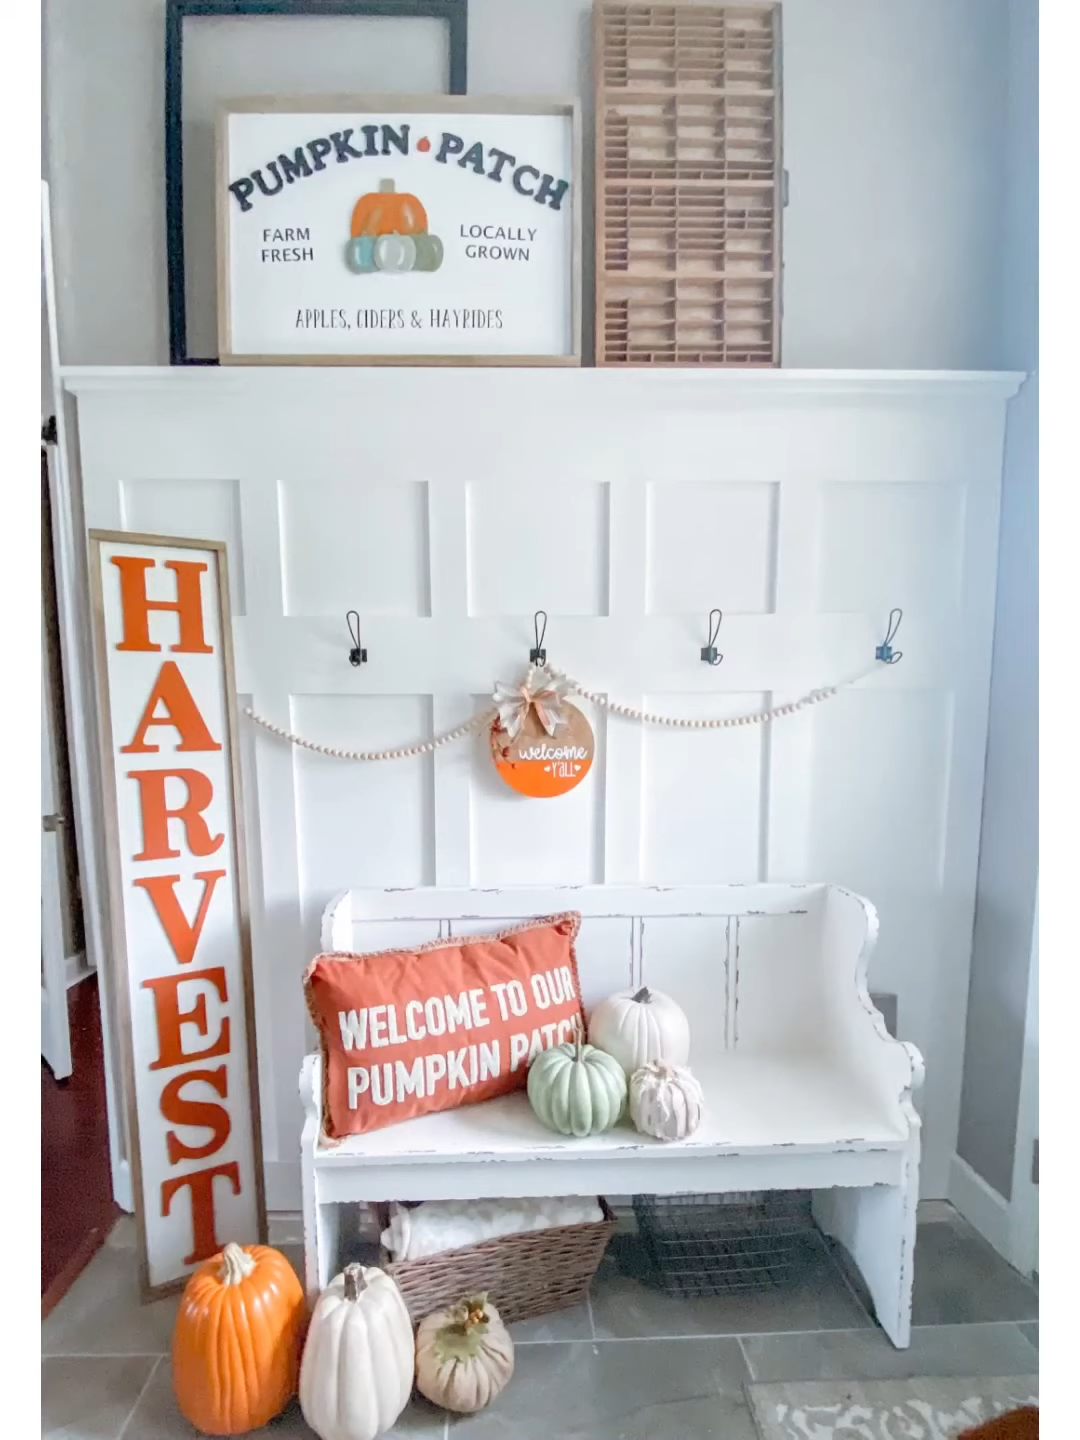 PUMPKIN PATCH
FARM FRESH
LOCALLY GROWN
APPLES, CIDERS & HAYRIDES
HARVEST
welcome
Y'ALL
WELCOME TO OUR
PUMPKIN PATCH